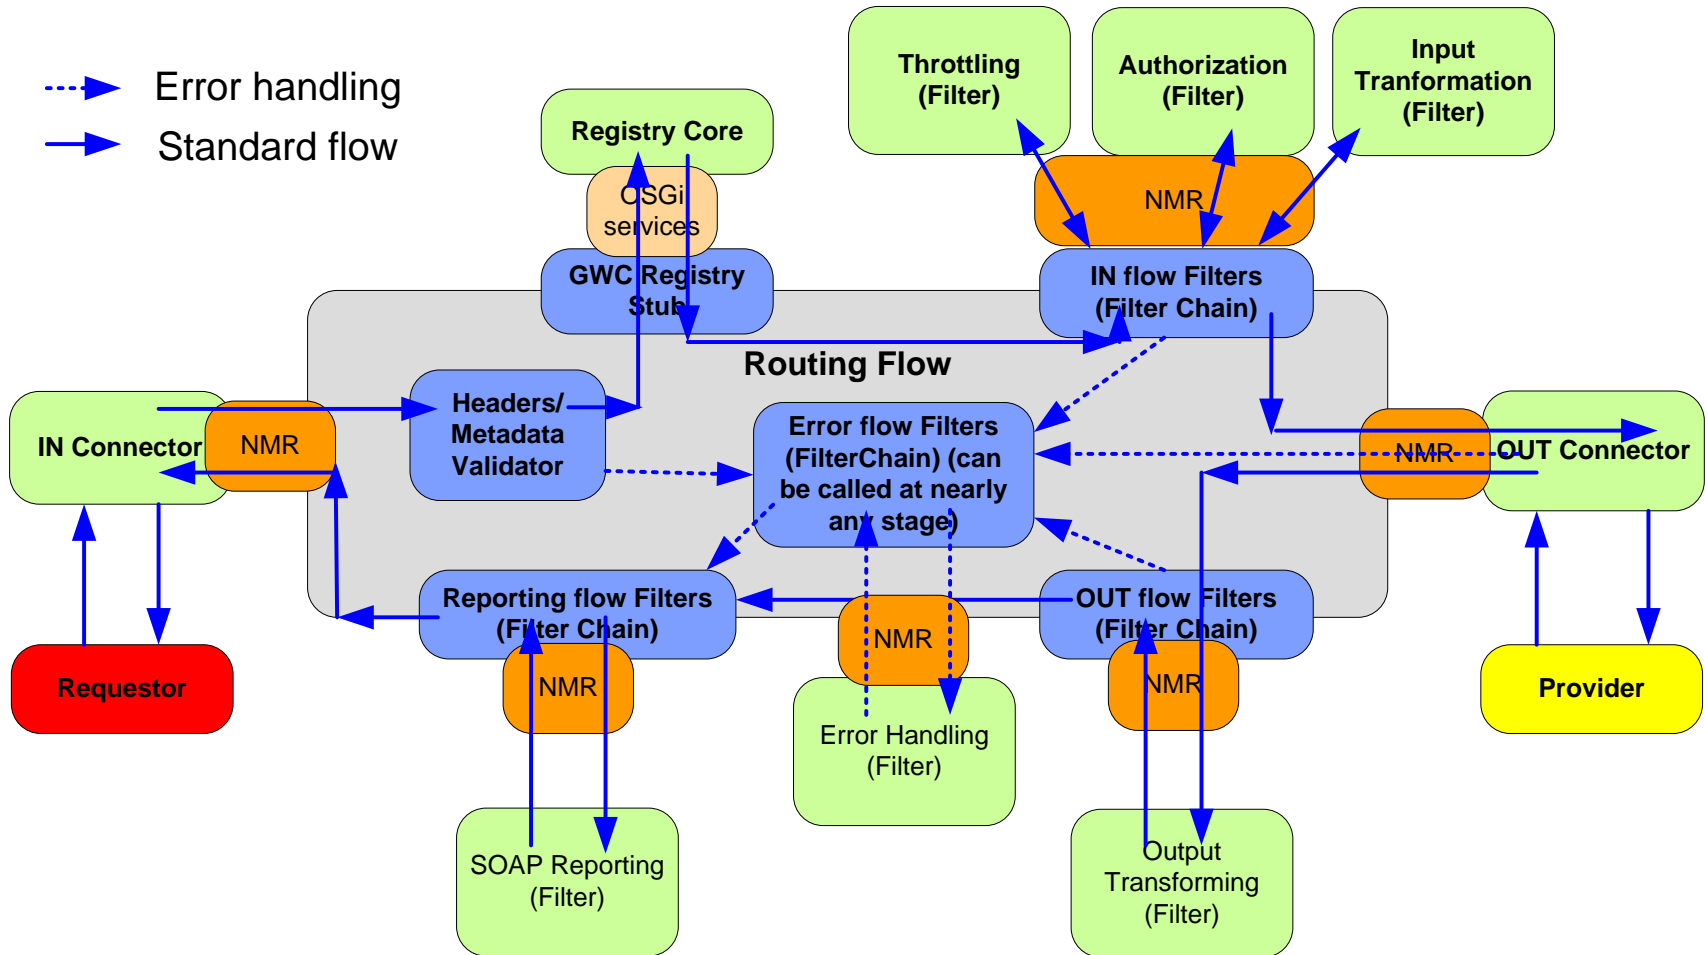 Error handling
Standard flow
Registry Core
OSGi
services
GWC Registry
Stub
Throttling
(Filter)
Authorization
(Filter)
Input
Tranformation
(Filter)
NMR
IN flow Filters
(Filter Chain)
Routing Flow
IN Connector
NMR
Headers/
Metadada
Validator
Error flow Filters
(FilterChain) (can
be called at nearly
any stage)
NMR
OUT Connector
Reporting flow Filters
(Filter Chain)
NMR
OUT flow Filters
(Filter Chain)
NMR
NMR
Requestor
Provider
Error Handling
(Filter)
SOAP Reporting
(Filter)
Output
Transforming
(Filter)